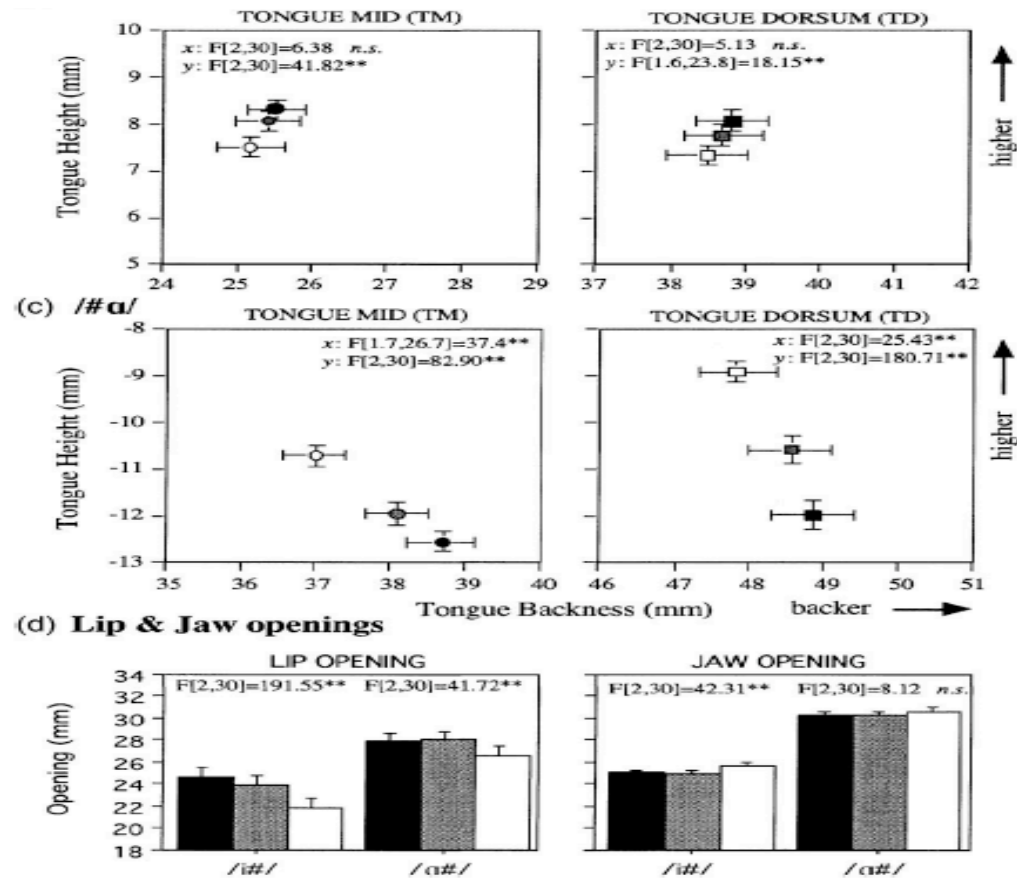 TONGUE MID (TM)
TONGUE DORSUM (TD)
Tongue Height (mm)
10
9
8
7
6
5
x: F[2,30]=6.38 n.s.
y: F[2,30]=41.82**
24 25 26 27 28 29
x: F[2,30]=5.13 n.s.
y: F[1.6,23.8]=18.15**
37 38 39 40 41 42
higher
(c) /#ɑ/
TONGUE MID (TM)
TONGUE DORSUM (TD)
Tongue Height (mm)
-8
-9
-10
-11
-12
-13
x: F[1.7,26.7]=37.4**
y: F[2,30]=82.90**
35 36 37 38 39 40
x: F[2,30]=25.43**
y: F[2,30]=180.71**
46 47 48 49 50 51
higher
Tongue Backness (mm) backer
(d) Lip & Jaw openings
LIP OPENING
JAW OPENING
Opening (mm)
34
32
30
28
26
24
22
20
18
F[2,30]=191.55** F[2,30]=41.72**
/i#/ /ɑ#/
F[2,30]=42.31** F[2,30]=8.12 n.s.
/i#/ /ɑ#/